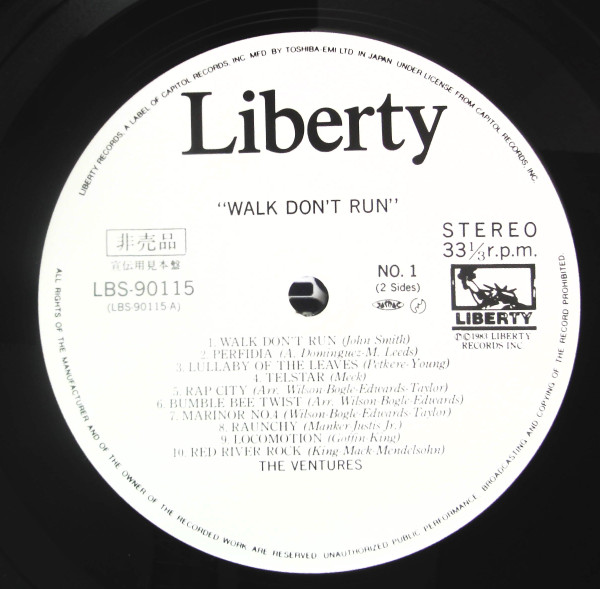 LIBERTY RECORDS, A LABEL OF CAPITOL RECORDS, INC. MFD BY TOSHIBA-EMI LTD IN JAPAN UNDER LICENSE FROM CAPITOL RECORDS, INC.
Liberty
"WALK DON'T RUN"
非売品
宣伝用見本盤
LBS-90115
(LBS-90115 A)
NO. 1
(2 Sides)
JASRAC
STEREO
33⅓r.p.m.
LIBERTY
ⓅⒸ1983 LIBERTY
RECORDS INC
1. WALK DON'T RUN (John Smith)
2. PERFIDIA (A. Dominguez-M. Leeds)
3. LULLABY OF THE LEAVES (Petkere-Young)
4. TELSTAR (Meek)
5. RAP CITY (Arr. Wilson-Bogle-Edwards-Taylor)
6. BUMBLE BEE TWIST (Arr. Wilson-Bogle-Edwards)
7. MARINOR NO.4 (Wilson-Bogle-Edwards-Taylor)
8. RAUNCHY (Manker-Justis Jr.)
9. LOCOMOTION (Goffin-King)
10. RED RIVER ROCK (King-Mack-Mendelsohn)
THE VENTURES
ALL RIGHTS OF THE MANUFACTURER AND OF THE OWNER OF THE RECORDED WORK ARE RESERVED. UNAUTHORIZED PUBLIC PERFORMANCE, BROADCASTING AND COPYING OF THE RECORD PROHIBITED